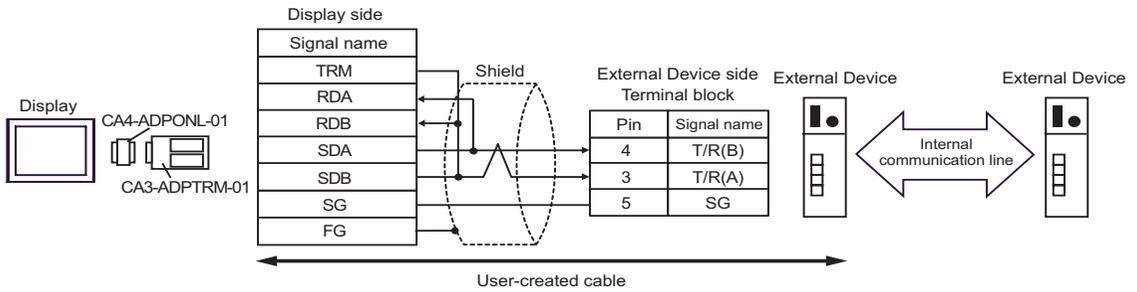 Display
CA4-ADPONL-01
CA3-ADPTRM-01
Display side
Signal name
TRM
RDA
RDB
SDA
SDB
SG
FG
Shield
External Device side
Terminal block
Pin Signal name
4 T/R(B)
3 T/R(A)
5 SG
External Device
Internal
communication line
External Device
User-created cable